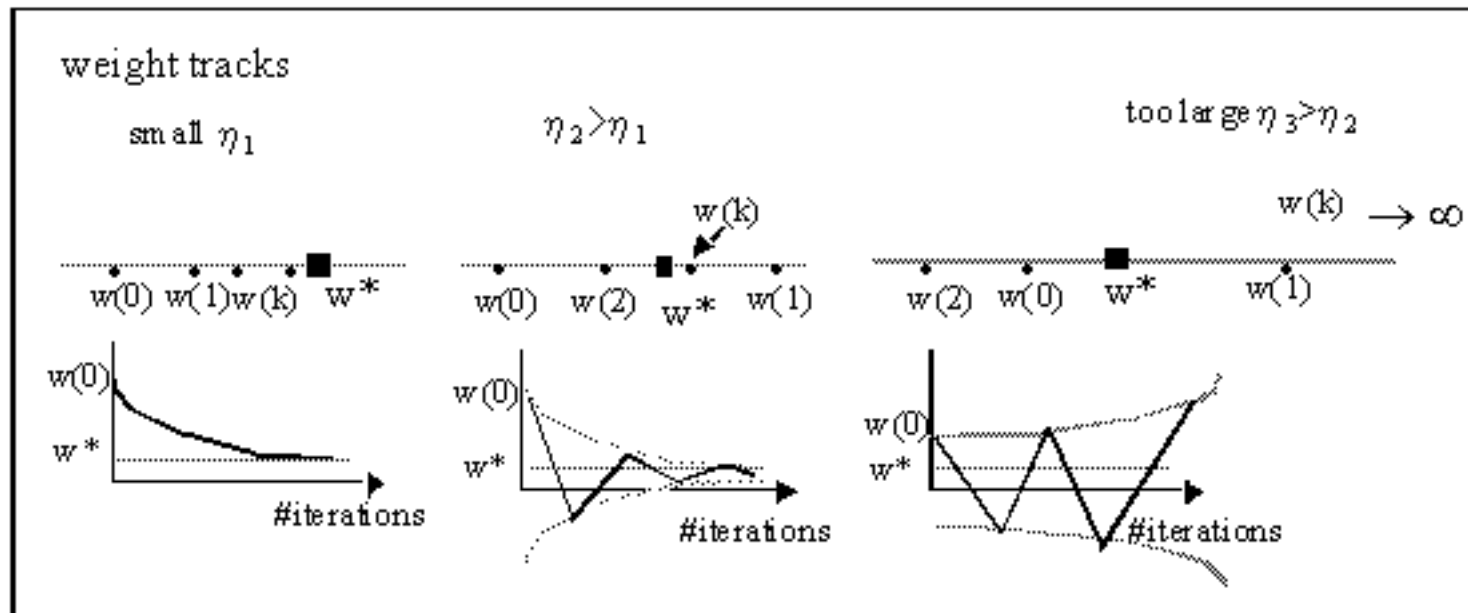 weight tracks
small η₁
η₂>η₁
too large η₃>η₂
w(k)
w(k) → ∞
w(0) w(1) w(k) w*
w(0) w(2) w* w(1)
w(2) w(0) w* w(1)
w(0)
w*
#iterations
w(0)
w*
#iterations
w(0)
w*
#iterations